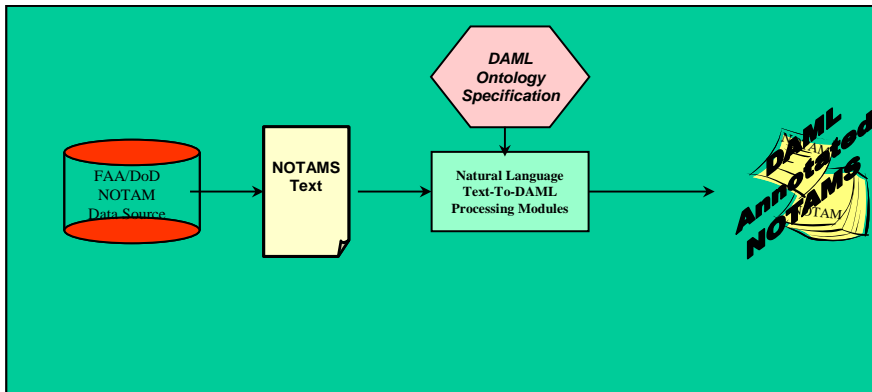 DAML
Ontology
Specification
FAA/DoD
NOTAM
Data Source
NOTAMS
Text
Natural Language
Text-To-DAML
Processing Modules
DAML
Annotated
NOTAMS
NOTAM